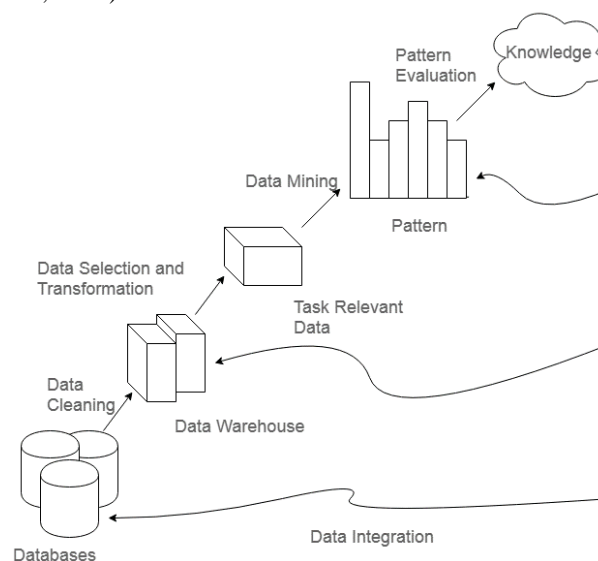 Pattern
Evaluation
Knowledge
Data Mining
Pattern
Data Selection and
Transformation
Task Relevant
Data
Data
Cleaning
Data Warehouse
Data Integration
Databases